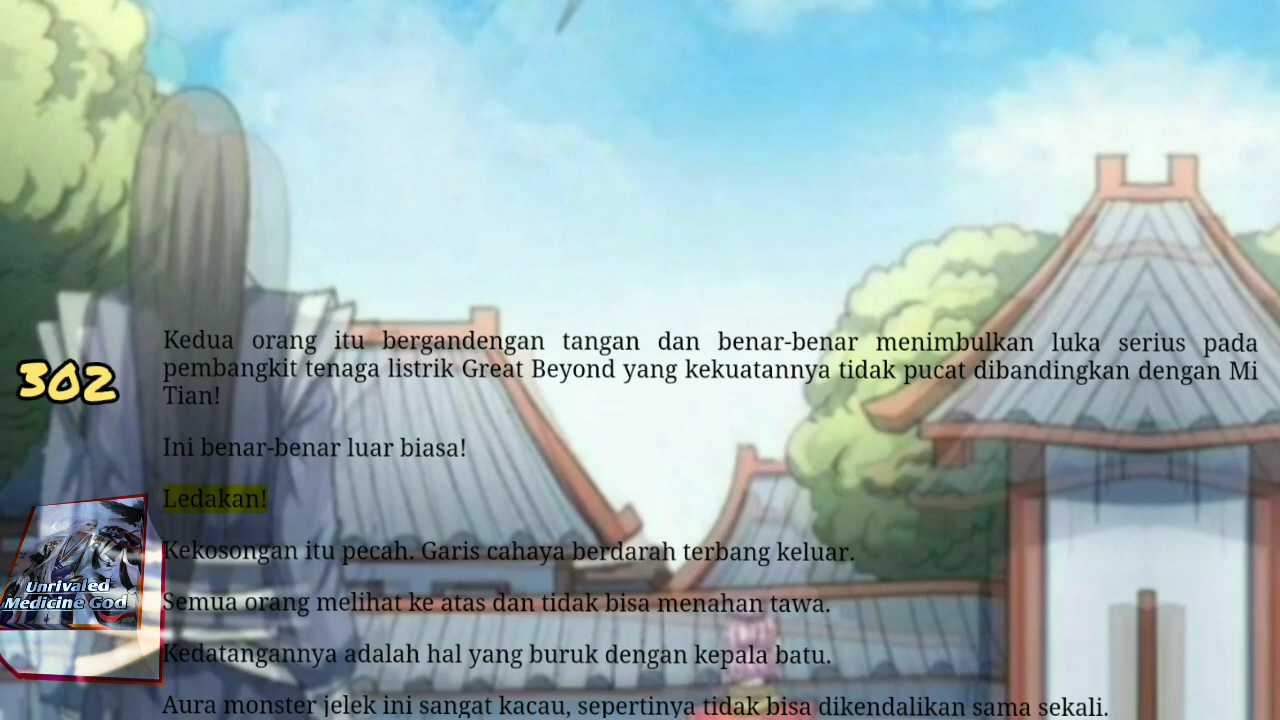 Kedua orang itu bergandengan tangan dan benar-benar menimbulkan luka serius pada
pembangkit tenaga listrik Great Beyond yang kekuatannya tidak pucat dibandingkan dengan Mi
Tian!
302
Ini benar-benar luar biasa!
Ledakan!
Kekosongan itu pecah. Garis cahaya berdarah terbang keluar.
Unrivaled
Medicine God
Semua orang melihat ke atas dan tidak bisa menahan tawa.
Kedatangannya adalah hal yang buruk dengan kepala batu.
Aura monster jelek ini sangat kacau, sepertinya tidak bisa dikendalikan sama sekali.